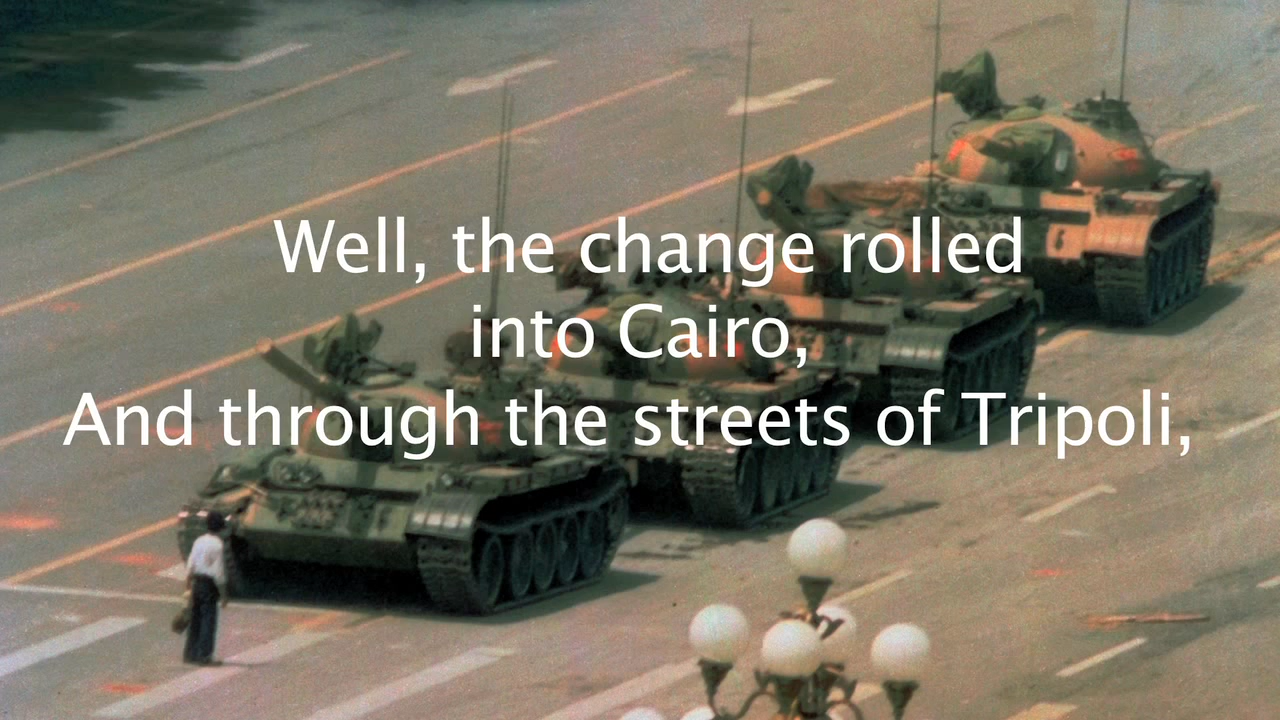 Well, the change rolled
into Cairo,
And through the streets of Tripoli,